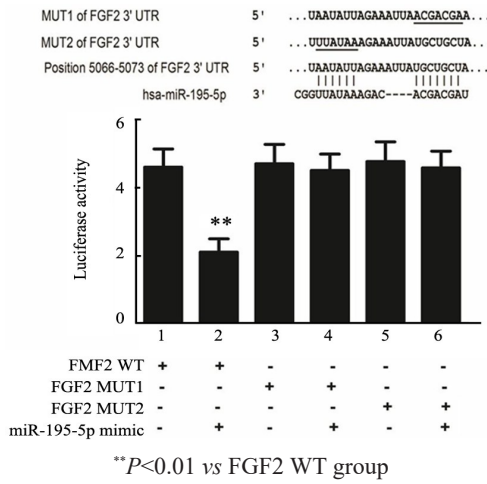 MUT1 of FGF2 3' UTR 5' ...UAAUAUUAGAAAUUAACGACGAA...
MUT2 of FGF2 3' UTR 5' ...UUUAUAAAGAAAUUAUGCUGCUA...
Position 5066-5073 of FGF2 3' UTR 5' ...UAAUAUUAGAAAUUAUGCUGCUA...
hsa-miR-195-5p 3' CGGUUAUAAAGAC----ACGACGAU
Luciferase activity
6
4
2
0
**
1 2 3 4 5 6
FMF2 WT + + - - - -
FGF2 MUT1 - - + + - -
FGF2 MUT2 - - - - + +
miR-195-5p mimic - + - + - +
**P<0.01 vs FGF2 WT group